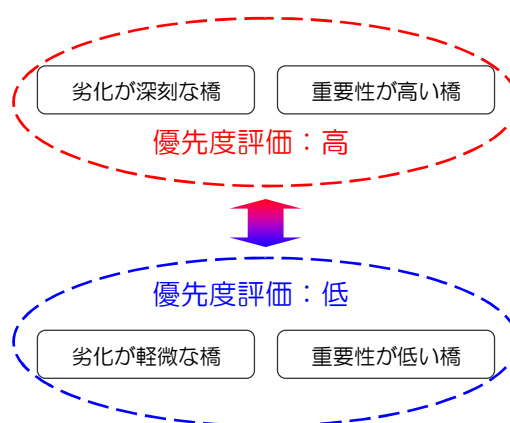 劣化が深刻な橋 重要性が高い橋
優先度評価：高
優先度評価：低
劣化が軽微な橋 重要性が低い橋